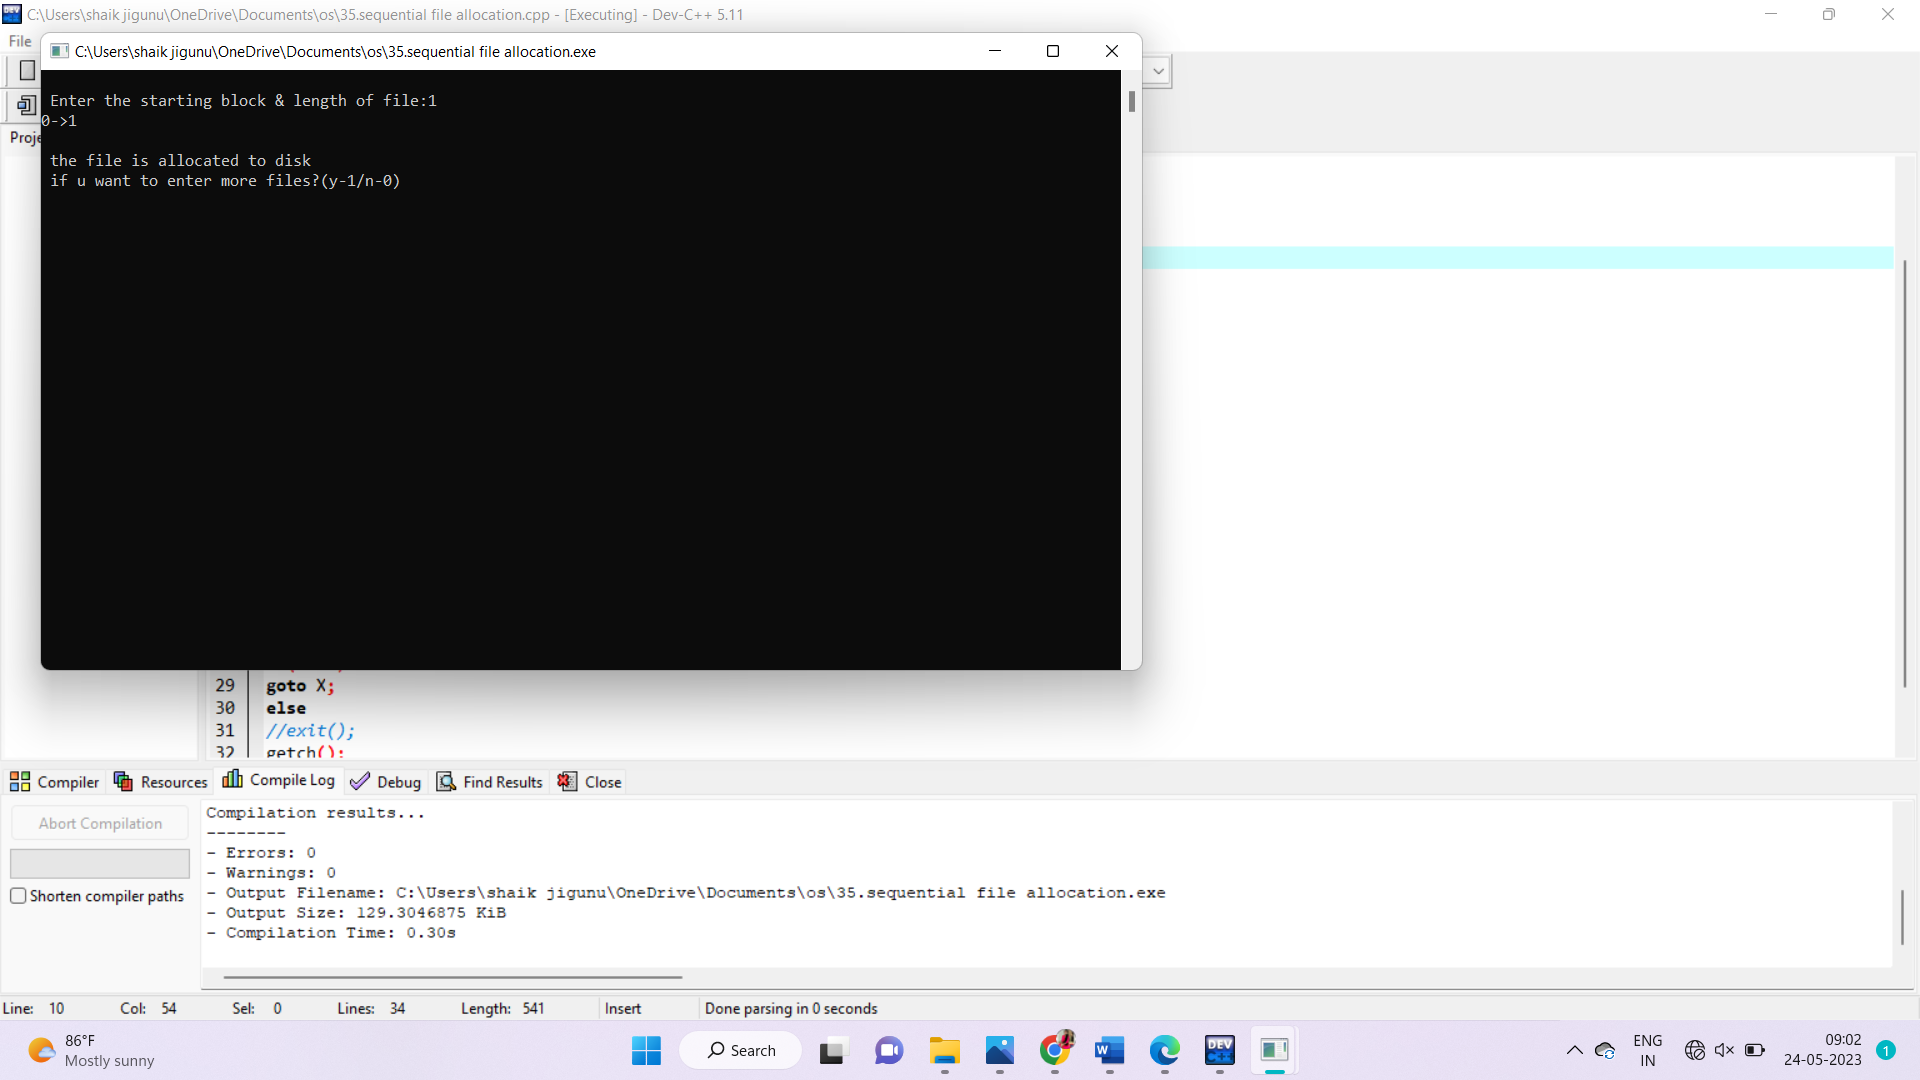 C:\Users\shaik jigunu\OneDrive\Documents\os\35.sequential file allocation.cpp - [Executing] - Dev-C++ 5.11
File
C:\Users\shaik jigunu\OneDrive\Documents\os\35.sequential file allocation.exe
Enter the starting block & length of file:1
0->1
Proje
the file is allocated to disk
if u want to enter more files?(y-1/n-0)
29 goto X;
30 else
31 //exit();
32 getch();
Compiler Resources Compile Log Debug Find Results Close
Abort Compilation
Shorten compiler paths
Compilation results...
--------
- Errors: 0
- Warnings: 0
- Output Filename: C:\Users\shaik jigunu\OneDrive\Documents\os\35.sequential file allocation.exe
- Output Size: 129.3046875 KiB
- Compilation Time: 0.30s
Line: 10 Col: 54 Sel: 0 Lines: 34 Length: 541 Insert Done parsing in 0 seconds
86°F
Mostly sunny
Search
DEV
C++
ENG
IN
09:02
24-05-2023
1